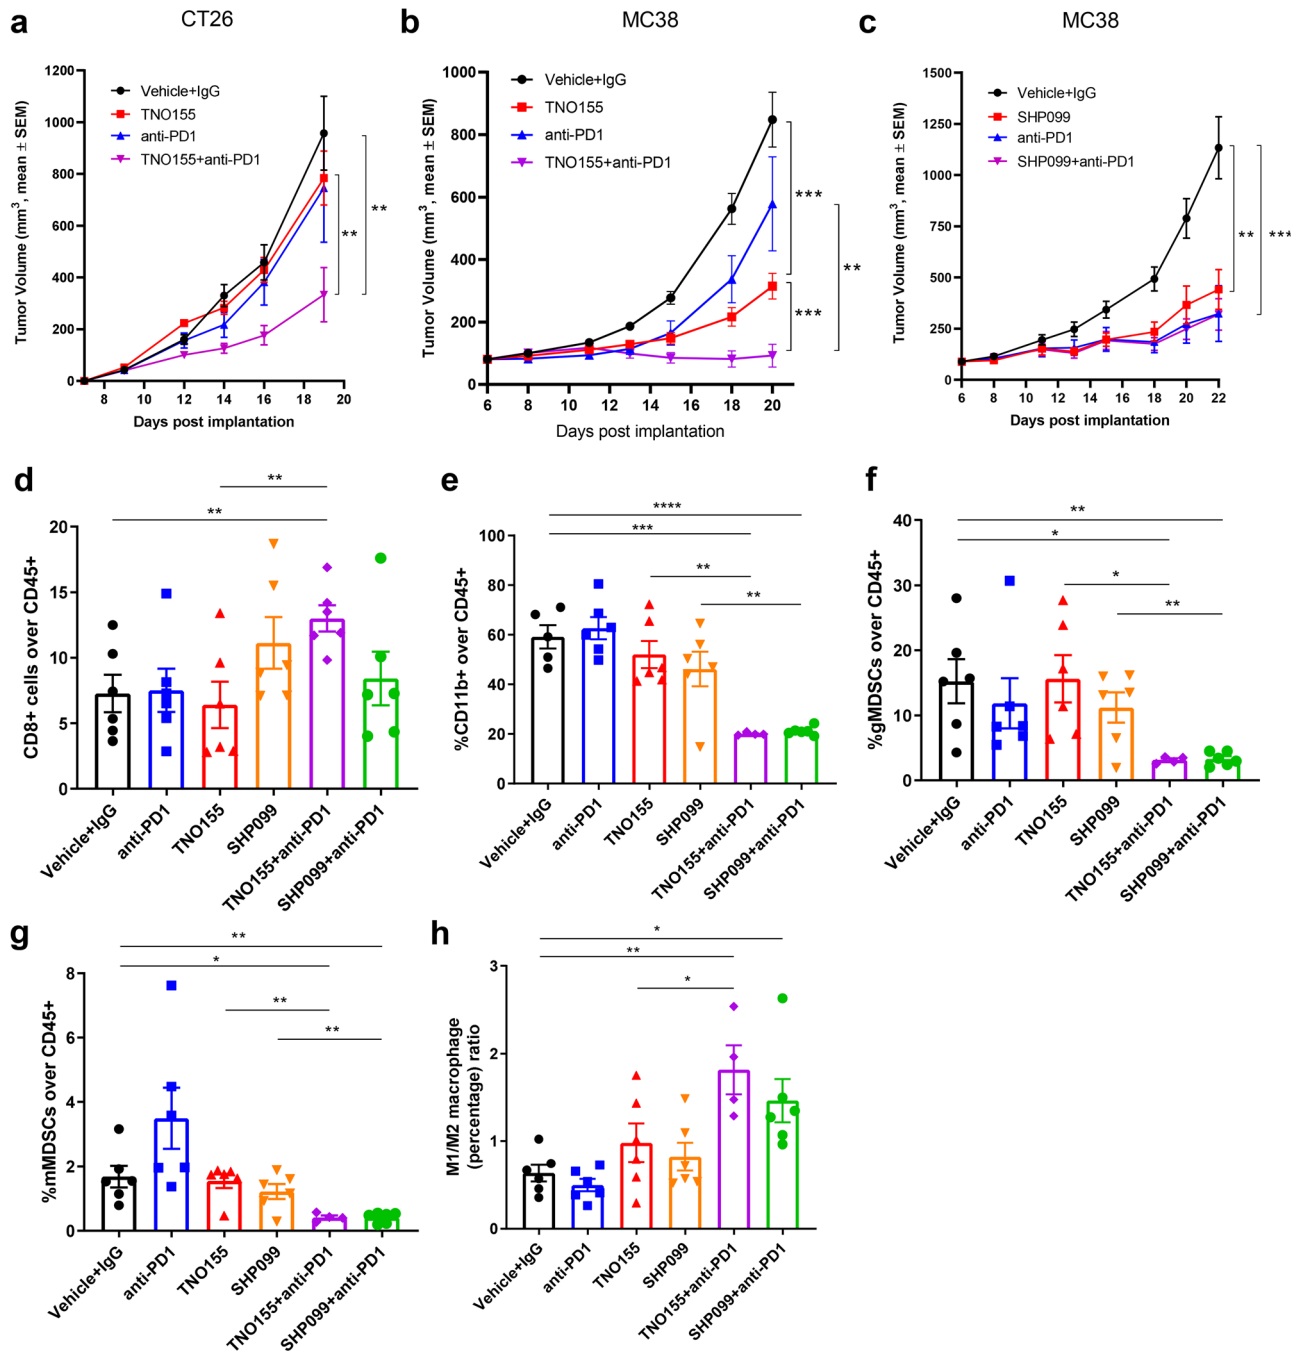 a
CT26
b
MC38
c
MC38
Tumor Volume (mm³, mean ± SEM)
1200
1000
800
600
400
200
0
8 10 12 14 16 18 20
Days post implantation
Vehicle+IgG
TNO155
anti-PD1
TNO155+anti-PD1
**
**
Tumor Volume (mm³, mean ± SEM)
1000
800
600
400
200
0
6 8 10 12 14 16 18 20
Days post implantation
Vehicle+IgG
TNO155
anti-PD1
TNO155+anti-PD1
***
**
***
Tumor Volume (mm³, mean ± SEM)
1500
1250
1000
750
500
250
0
6 8 10 12 14 16 18 20 22
Days post implantation
Vehicle+IgG
SHP099
anti-PD1
SHP099+anti-PD1
**
***
d
CD8+ cells over CD45+
20
15
10
5
0
**
**
Vehicle+IgG
anti-PD1
TNO155
SHP099
TNO155+anti-PD1
SHP099+anti-PD1
e
%CD11b+ over CD45+
100
80
60
40
20
0
****
***
**
**
Vehicle+IgG
anti-PD1
TNO155
SHP099
TNO155+anti-PD1
SHP099+anti-PD1
f
%gMDSCs over CD45+
40
30
20
10
0
**
*
*
**
Vehicle+IgG
anti-PD1
TNO155
SHP099
TNO155+anti-PD1
SHP099+anti-PD1
g
%mMDSCs over CD45+
8
6
4
2
0
**
*
**
**
Vehicle+IgG
anti-PD1
TNO155
SHP099
TNO155+anti-PD1
SHP099+anti-PD1
h
M1/M2 macrophage
(percentage) ratio
3
2
1
0
*
**
*
Vehicle+IgG
anti-PD1
TNO155
SHP099
TNO155+anti-PD1
SHP099+anti-PD1